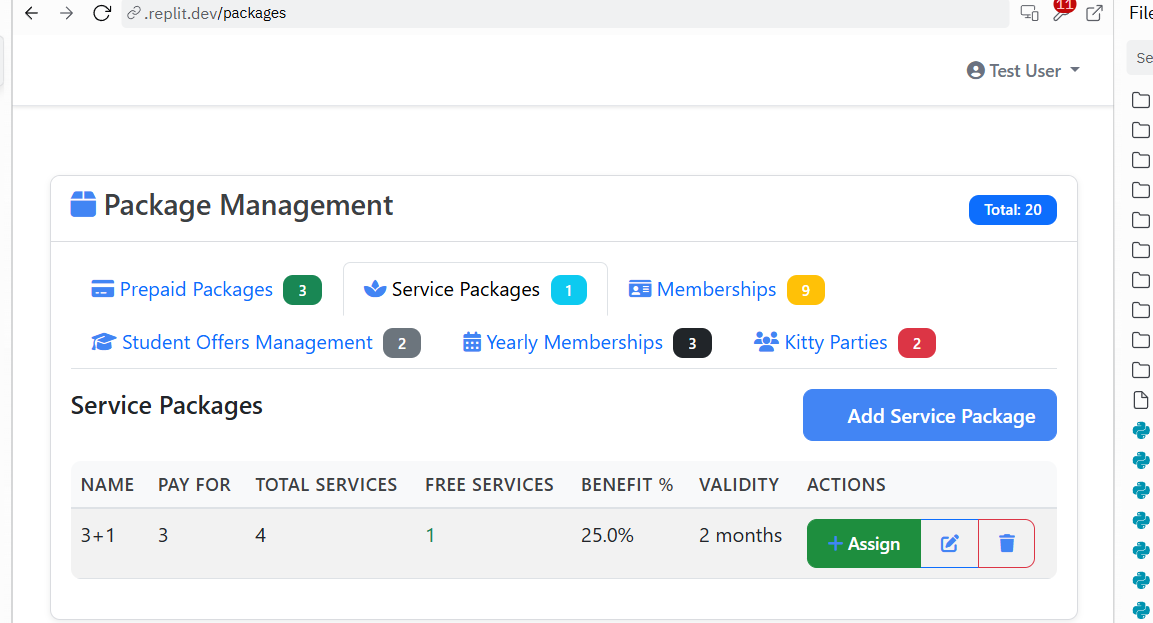 .replit.dev/packages
11
File
Test User
Se
Package Management
Total: 20
Prepaid Packages 3
Service Packages 1
Memberships 9
Student Offers Management 2
Yearly Memberships 3
Kitty Parties 2
Service Packages
Add Service Package
NAME PAY FOR TOTAL SERVICES FREE SERVICES BENEFIT % VALIDITY ACTIONS
3+1 3 4 1 25.0% 2 months + Assign